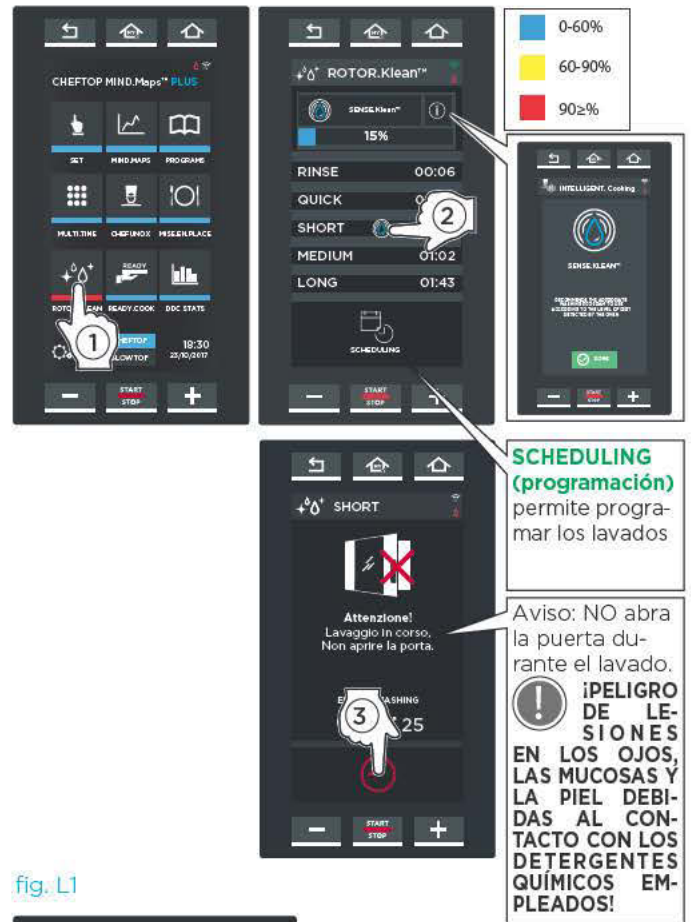 CHEFTOP MIND.Maps™ PLUS
SET
MIND.MAPS
PROGRAMS
MULTI.TIME
CHEFUNOX
MISE.EN.PLACE
READY
READY.COOK
DDC STATS
1
18:30
23/10/2017
START
STOP
MY
ROTOR.Klean™
SENSE.Klean™
15%
RINSE 00:06
QUICK
SHORT
2
MEDIUM 01:02
LONG 01:43
SCHEDULING
START
STOP
0-60%
60-90%
90≥%
INTELLIGENT. Cooking
SENSE.KLEAN™
START
STOP
SCHEDULING
(programación)
permite progra-
mar los lavados
MY
SHORT
Attenzione!
Lavaggio in corso,
Non aprire la porta.
3
25
START
STOP
Aviso: NO abra
la puerta du-
rante el lavado.
¡PELIGRO
DE LE-
SIONES
EN LOS OJOS,
LAS MUCOSAS Y
LA PIEL DEBI-
DAS AL CON-
TACTO CON LOS
DETERGENTES
QUÍMICOS EM-
PLEADOS!
fig. L1